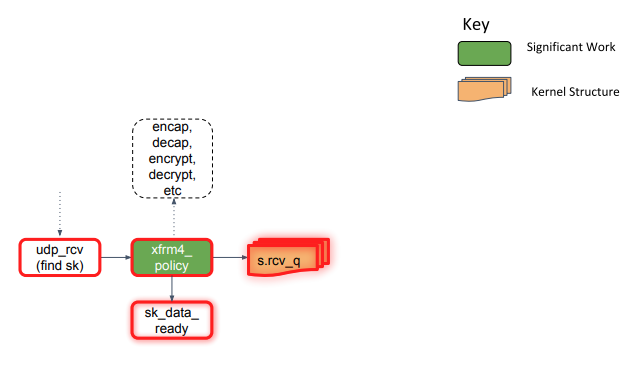 Key
Significant Work
Kernel Structure
encap,
decap,
encrypt,
decrypt,
etc
udp_rcv
(find sk)
xfrm4_
policy
s.rcv_q
sk_data_
ready